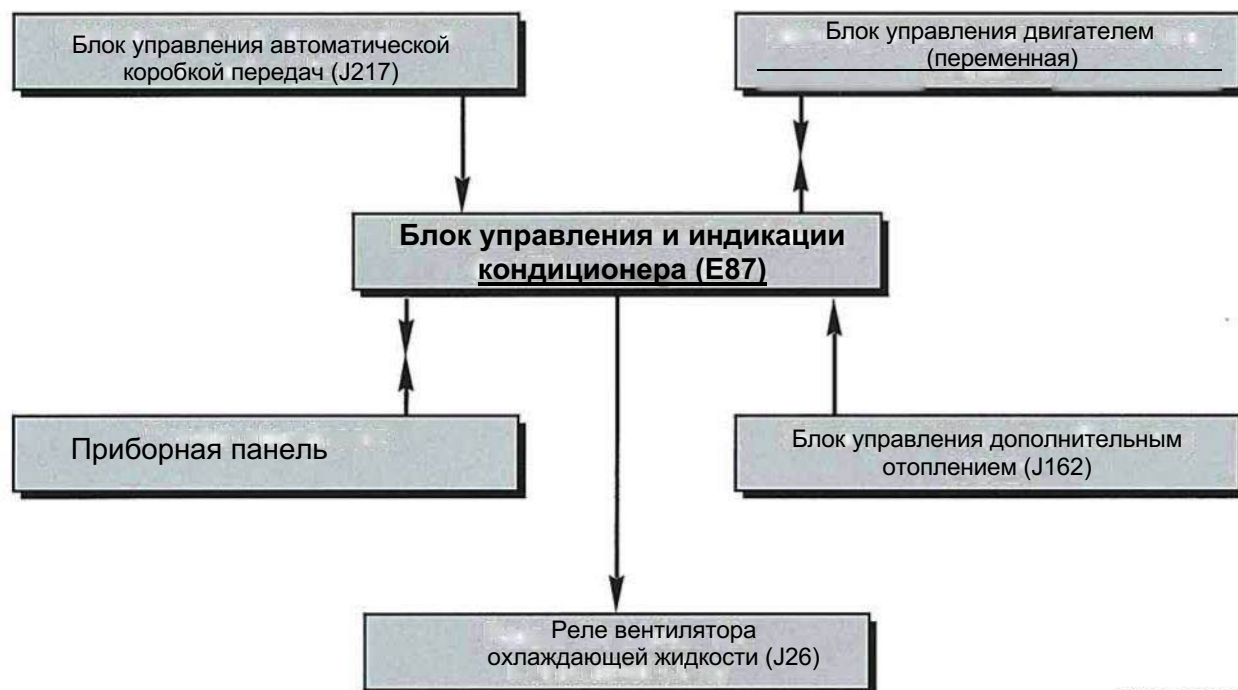 Блок управления автоматической
коробкой передач (J217)
Блок управления двигателем
(переменная)
Блок управления и индикации
кондиционера (E87)
Приборная панель
Блок управления дополнительным
отоплением (J162)
Реле вентилятора
охлаждающей жидкости (J26)